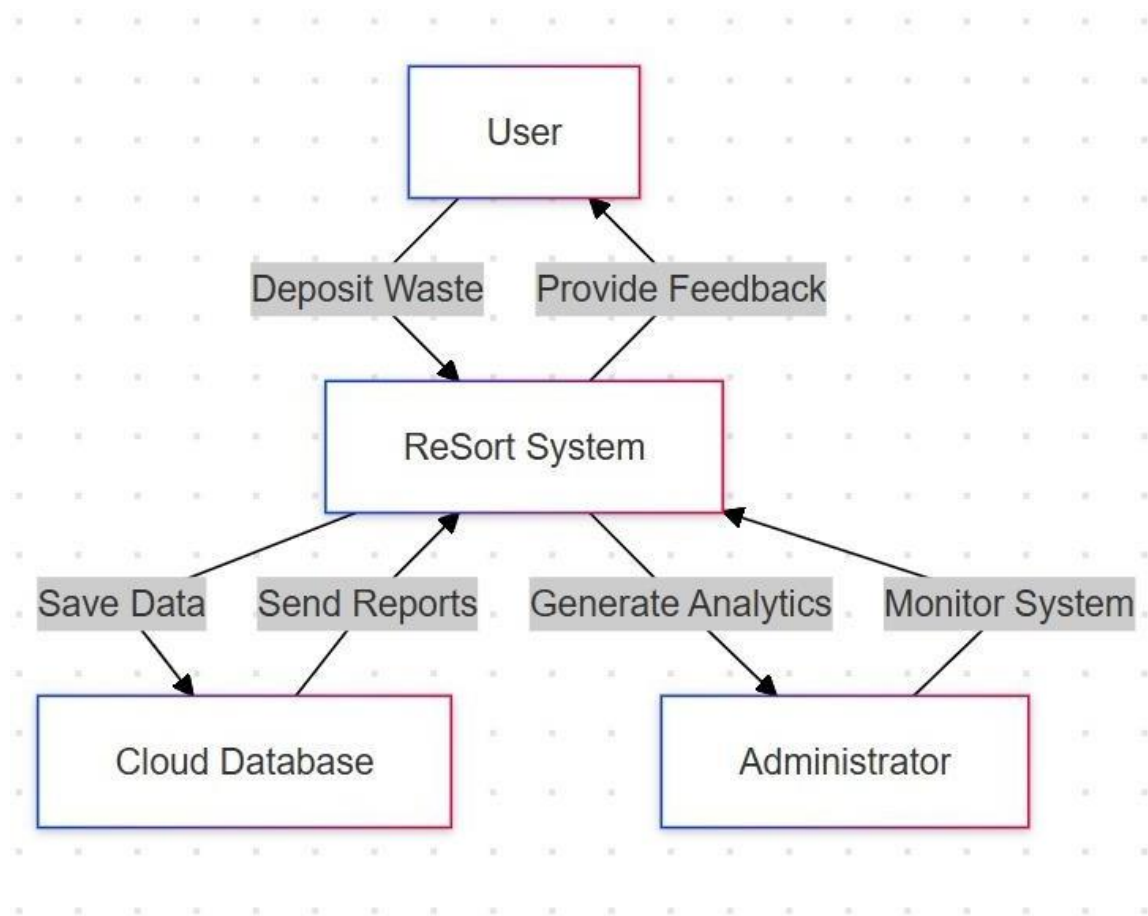 User
Deposit Waste
Provide Feedback
ReSort System
Save Data
Send Reports
Generate Analytics
Monitor System
Cloud Database
Administrator